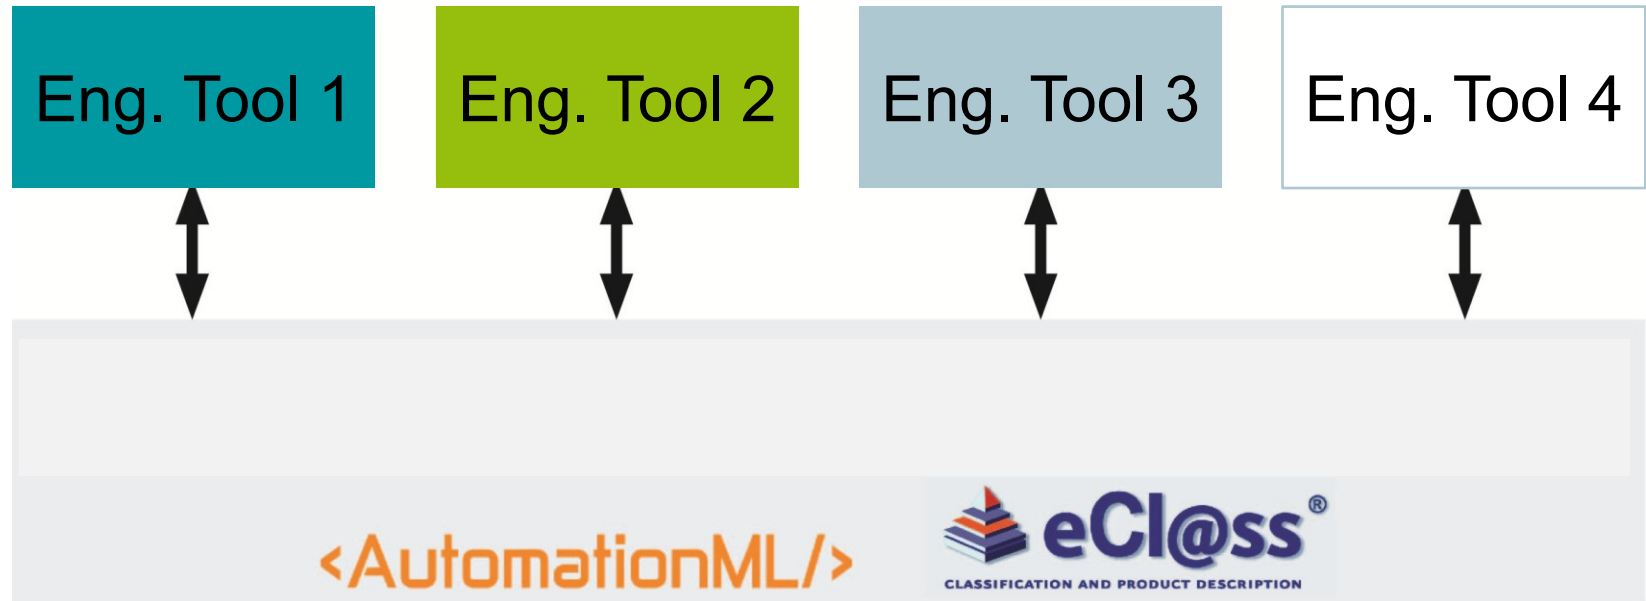 Eng. Tool 1
Eng. Tool 2
Eng. Tool 3
Eng. Tool 4
<AutomationML/>
eCl@ss®
CLASSIFICATION AND PRODUCT DESCRIPTION